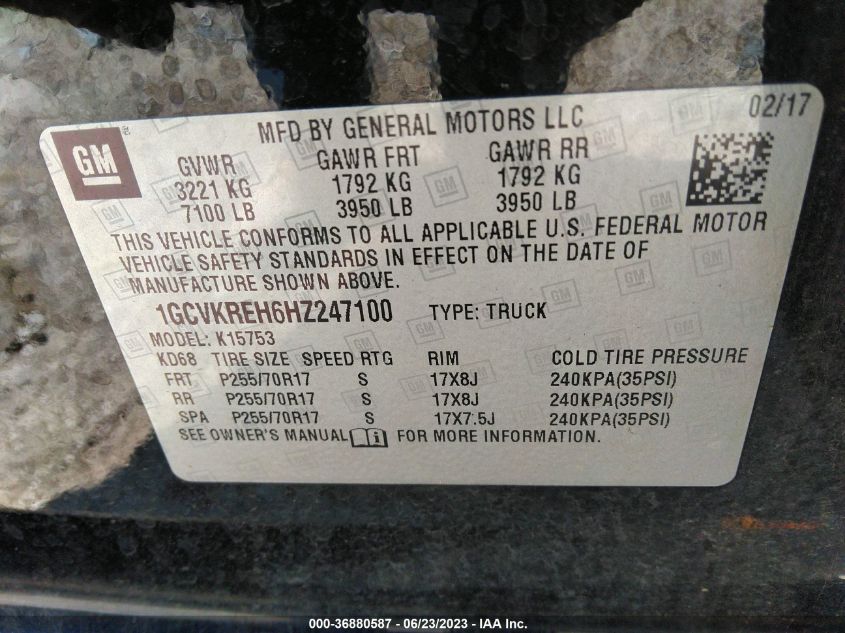 02/17
MFD BY GENERAL MOTORS LLC
GM
GVWR GAWR FRT GAWR RR
3221 KG 1792 KG 1792 KG
7100 LB 3950 LB 3950 LB
THIS VEHICLE CONFORMS TO ALL APPLICABLE U.S. FEDERAL MOTOR
VEHICLE SAFETY STANDARDS IN EFFECT ON THE DATE OF
MANUFACTURE SHOWN ABOVE.
1GCVKREH6HZ247100 TYPE: TRUCK
MODEL: K15753
KD68 TIRE SIZE SPEED RTG RIM COLD TIRE PRESSURE
FRT P255/70R17 S 17X8J 240KPA(35PSI)
RR P255/70R17 S 17X8J 240KPA(35PSI)
SPA P255/70R17 S 17X7.5J 240KPA(35PSI)
SEE OWNER'S MANUAL FOR MORE INFORMATION.
000-36880587 - 06/23/2023 - IAA Inc.